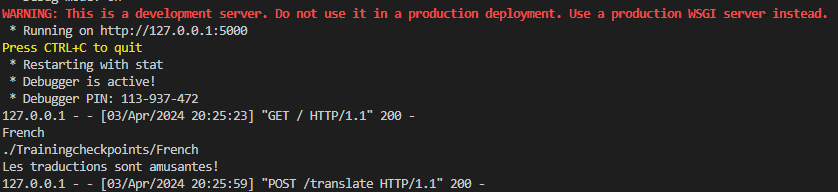 WARNING: This is a development server. Do not use it in a production deployment. Use a production WSGI server instead.
* Running on http://127.0.0.1:5000
Press CTRL+C to quit
* Restarting with stat
* Debugger is active!
* Debugger PIN: 113-937-472
127.0.0.1 - - [03/Apr/2024 20:25:23] "GET / HTTP/1.1" 200 -
French
./Trainingcheckpoints/French
Les traductions sont amusantes!
127.0.0.1 - - [03/Apr/2024 20:25:59] "POST /translate HTTP/1.1" 200 -